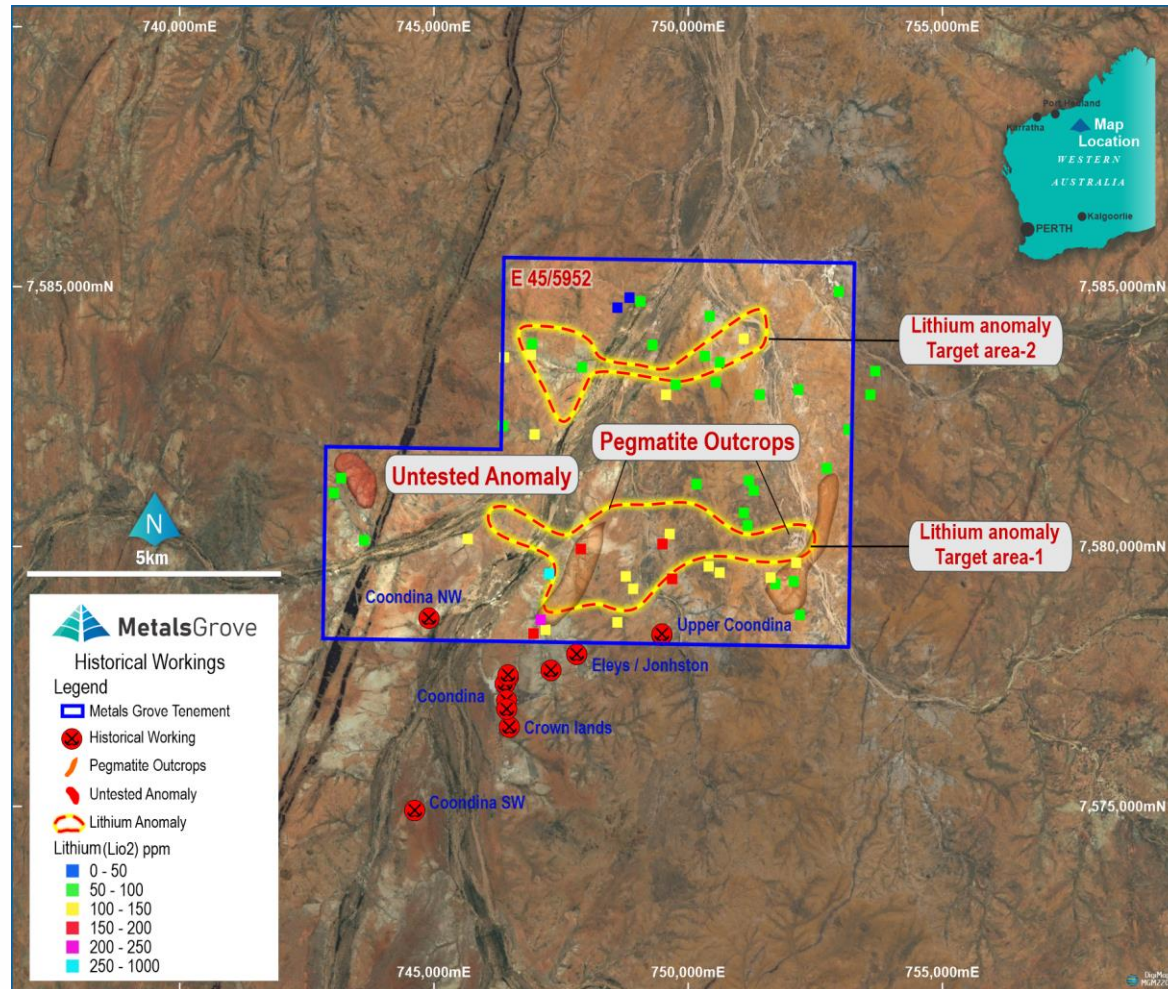 740,000mE
745,000mE
750,000mE
755,000mE
Port Hedland
Karratha
Map
Location
WESTERN
AUSTRALIA
Kalgoorlie
PERTH
7,585,000mN
7,585,000mN
E 45/5952
Lithium anomaly
Target area-2
Pegmatite Outcrops
Untested Anomaly
N
5km
Lithium anomaly
Target area-1
7,580,000mN
Coondina NW
Upper Coondina
Eleys / Jonhston
Coondina
Crown lands
Coondina SW
7,575,000mN
MetalsGrove
Historical Workings
Legend
Metals Grove Tenement
Historical Working
Pegmatite Outcrops
Untested Anomaly
Lithium Anomaly
Lithium (Lio2) ppm
0 - 50
50 - 100
100 - 150
150 - 200
200 - 250
250 - 1000
745,000mE
750,000mE
755,000mE